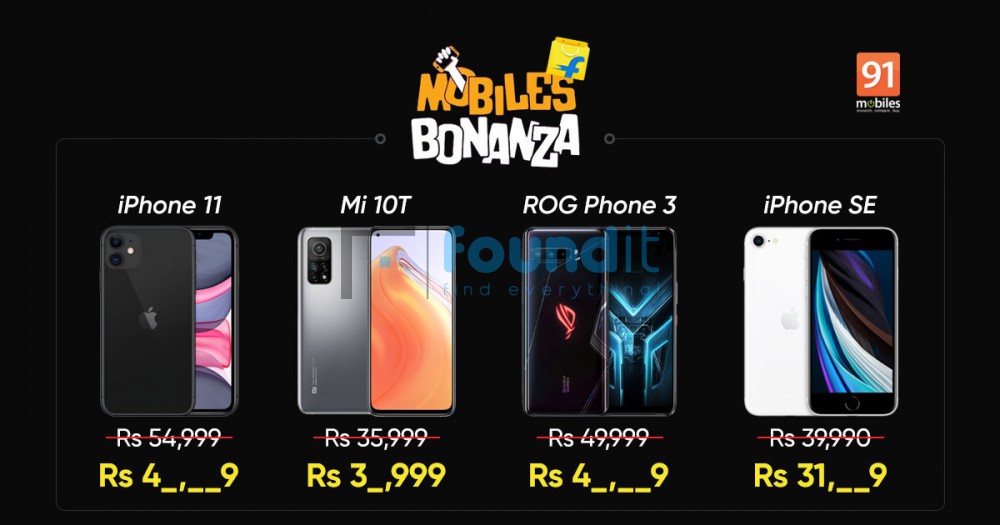 MOBILES
BONANZA
91
mobiles
iPhone 11
Mi 10T
ROG Phone 3
iPhone SE
foundit
find everything!
Rs 54,999
Rs 35,999
Rs 49,999
Rs 39,990
Rs 4_,__9
Rs 3_,999
Rs 4_,__9
Rs 31,__9